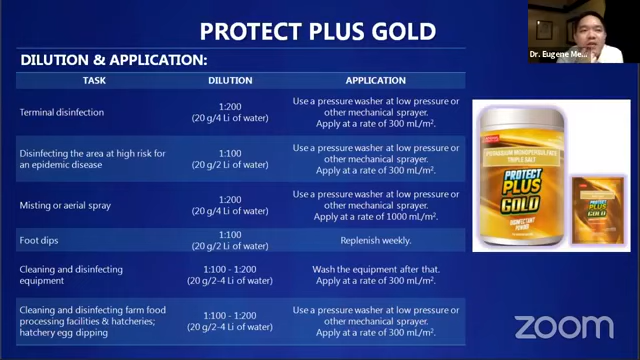 PROTECT PLUS GOLD
Dr. Eugene Me...
DILUTION & APPLICATION:
TASK DILUTION APPLICATION
Terminal disinfection
1:200
(20 g/4 Li of water)
Use a pressure washer at low pressure or
other mechanical sprayer.
Apply at a rate of 300 mL/m².
Disinfecting the area at high risk for
an epidemic disease
1:100
(20 g/2 Li of water)
Use a pressure washer at low pressure or
other mechanical sprayer.
Apply at a rate of 300 mL/m².
Misting or aerial spray
1:200
(20 g/4 Li of water)
Use a pressure washer at low pressure or
other mechanical sprayer.
Apply at a rate of 1000 mL/m².
Foot dips
1:100
(20 g/2 Li of water)
Replenish weekly.
Cleaning and disinfecting
equipment
1:100 - 1:200
(20 g/2-4 Li of water)
Wash the equipment after that.
Apply at a rate of 300 mL/m².
Cleaning and disinfecting farm food
processing facilities & hatcheries;
hatchery egg dipping
1:100 - 1:200
(20 g/2-4 Li of water)
Use a pressure washer at low pressure or
other mechanical sprayer.
Apply at a rate of 300 mL/m².
TRIPLE SALT
PROTECT
PLUS
GOLD
DISINFECTANT
POWDER
PROTECT
PLUS
GOLD
zoom